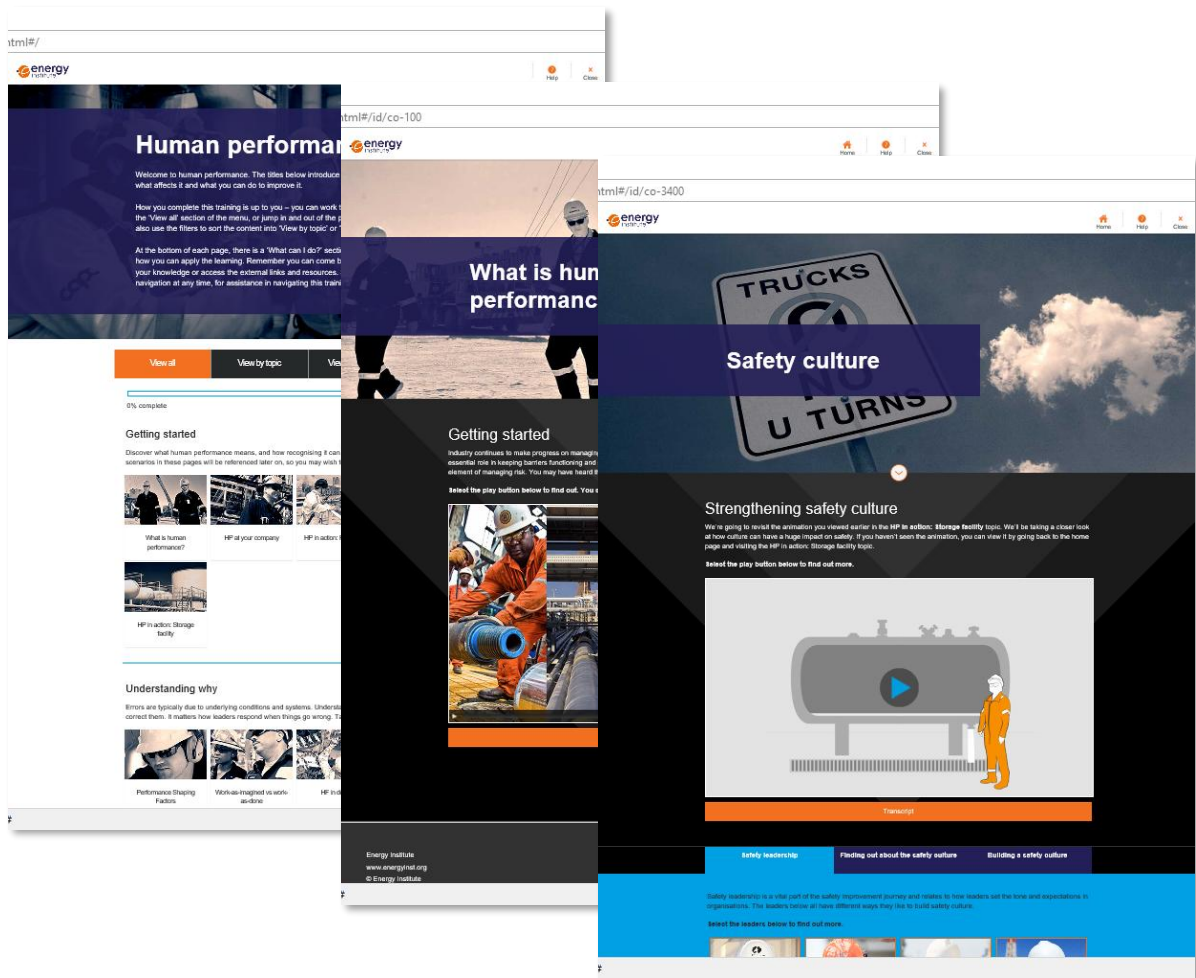 html#/
energy
institute
Help
Close
Human performa
Welcome to human performance. The titles below introduce
what affects it and what you can do to improve it.
How you complete this training is up to you – you can work t
the 'View all' section of the menu, or jump in and out of the p
also use the filters to sort the content into 'View by topic' or '
At the bottom of each page, there is a 'What can I do?' secti
how you can apply the learning. Remember you can come b
your knowledge or access the external links and resources.
navigation at any time, for assistance in navigating this traini
View all
View by topic
Vie
0% complete
Getting started
Discover what human performance means, and how recognising it can
scenarios in these pages will be referenced later on, so you may wish t
What is human
performance?
HP at your company
HP in action:
HP in action: Storage
facility
Understanding why
Errors are typically due to underlying conditions and systems. Understa
correct them. It matters how leaders respond when things go wrong. Ta
Performance Shaping
Factors
Work-as-imagined vs work-
as-done
HF in d
#
html#/id/co-100
energy
institute
Home
Help
Close
What is hun
performanc
Getting started
Industry continues to make progress on managin
essential role in keeping barriers functioning and
element of managing risk. You may have heard th
Select the play button below to find out. You a
Energy Institute
www.energyinst.org
© Energy Institute
#
html#/id/co-3400
energy
institute
Home
Help
Close
TRUCKS
NO
U TURNS
Safety culture
Strengthening safety culture
We're going to revisit the animation you viewed earlier in the HP in action: Storage facility topic. We'll be taking a closer look
at how culture can have a huge impact on safety. If you haven't seen the animation, you can view it by going back to the home
page and visiting the HP in action: Storage facility topic.
Select the play button below to find out more.
Transcript
Safety leadership
Finding out about the safety culture
Building a safety culture
Safety leadership is a vital part of the safety improvement journey and relates to how leaders set the tone and expectations in
organisations. The leaders below all have different ways they like to build safety culture.
Select the leaders below to find out more.
#